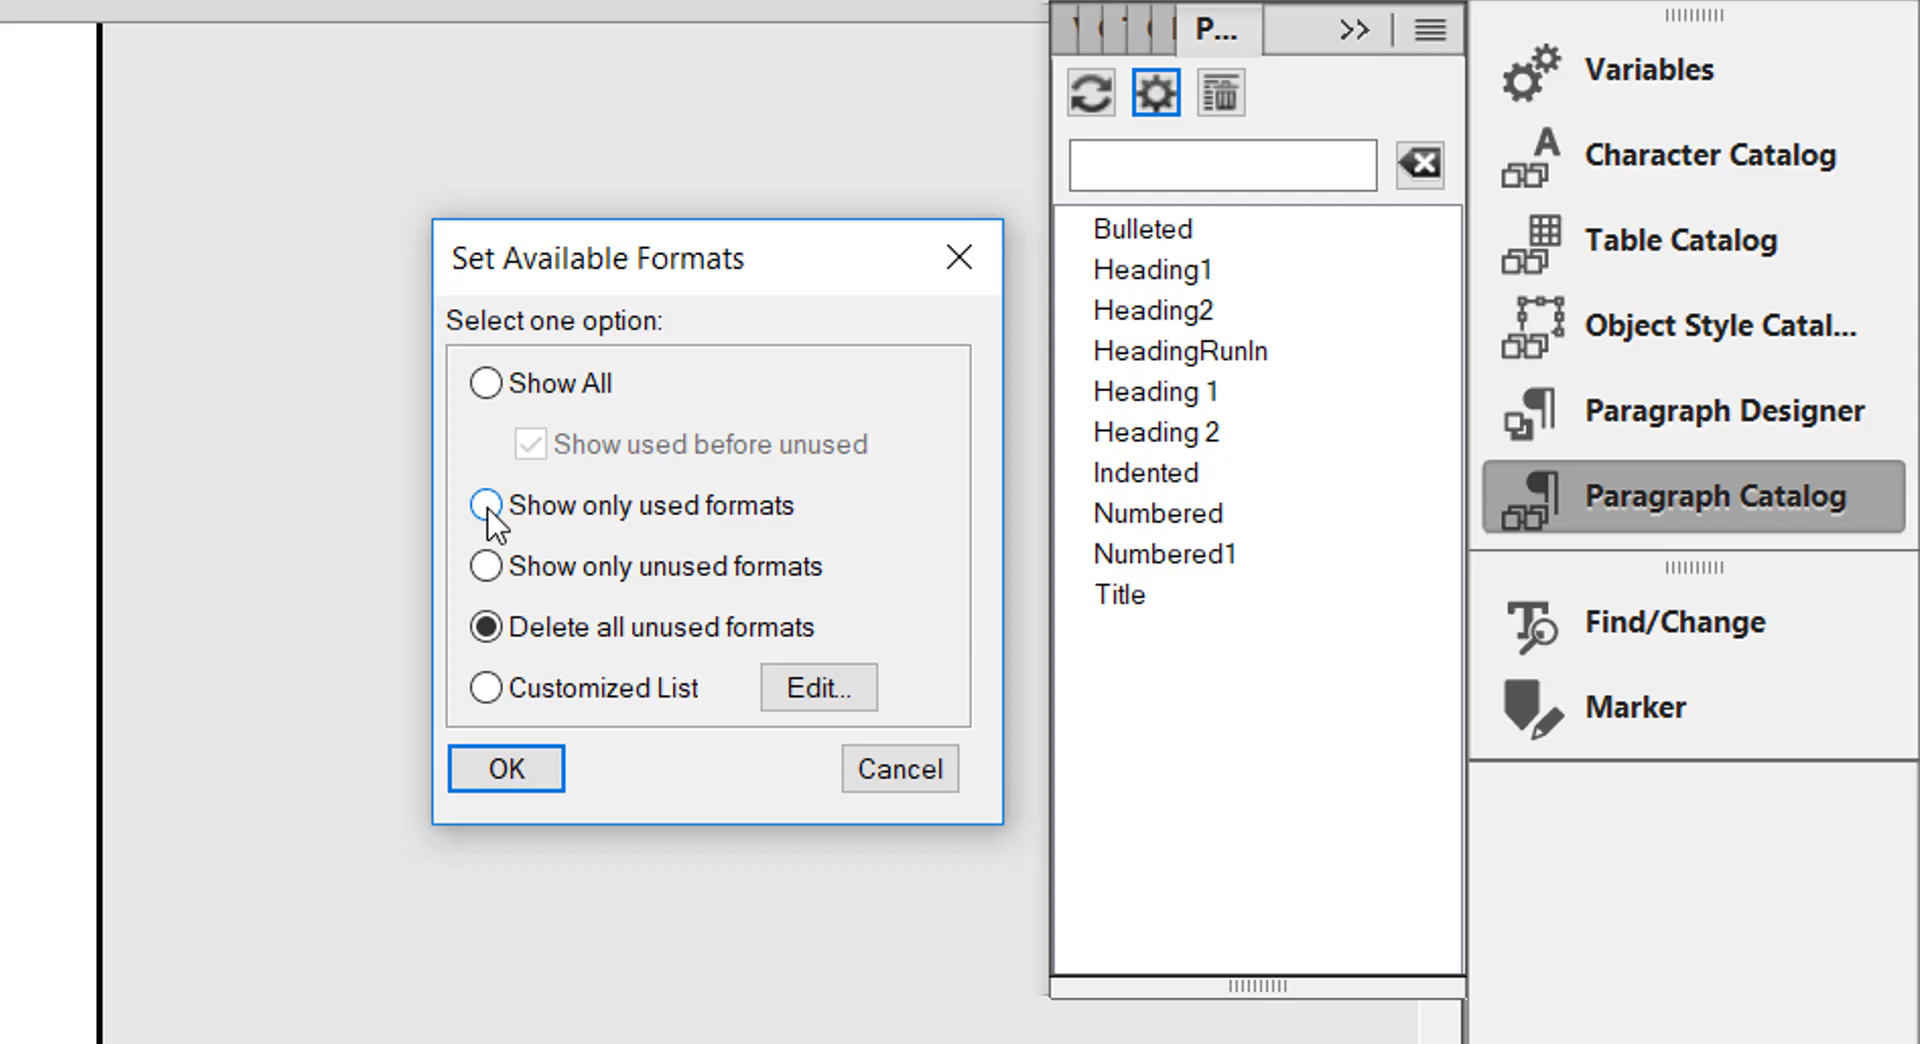 P...
>>
Variables
Character Catalog
Table Catalog
Object Style Catal...
Paragraph Designer
Paragraph Catalog
Find/Change
Marker
Bulleted
Heading1
Heading2
HeadingRunIn
Heading 1
Heading 2
Indented
Numbered
Numbered1
Title
Set Available Formats
Select one option:
Show All
Show used before unused
Show only used formats
Show only unused formats
Delete all unused formats
Customized List
Edit...
OK
Cancel